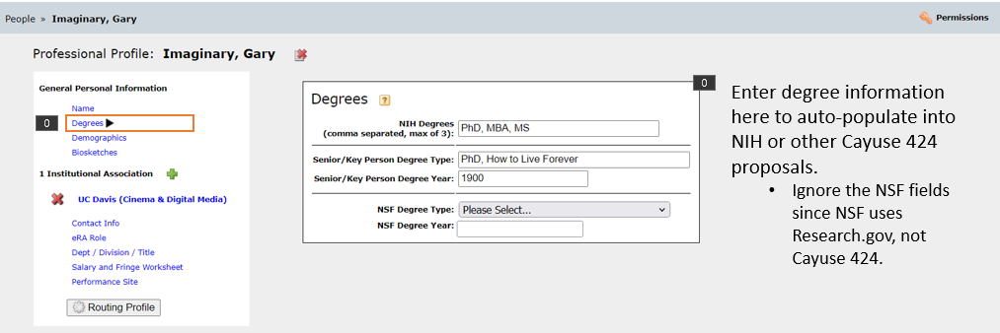 People » Imaginary, Gary
Permissions
Professional Profile: Imaginary, Gary
General Personal Information
Name
0
Degrees
Demographics
Biosketches
1 Institutional Association
UC Davis (Cinema & Digital Media)
Contact Info
eRA Role
Dept / Division / Title
Salary and Fringe Worksheet
Performance Site
Routing Profile
0
Degrees ?
NIH Degrees
(comma separated, max of 3): PhD, MBA, MS
Senior/Key Person Degree Type: PhD, How to Live Forever
Senior/Key Person Degree Year: 1900
NSF Degree Type: Please Select...
NSF Degree Year:
Enter degree information
here to auto-populate into
NIH or other Cayuse 424
proposals.
• Ignore the NSF fields
since NSF uses
Research.gov, not
Cayuse 424.